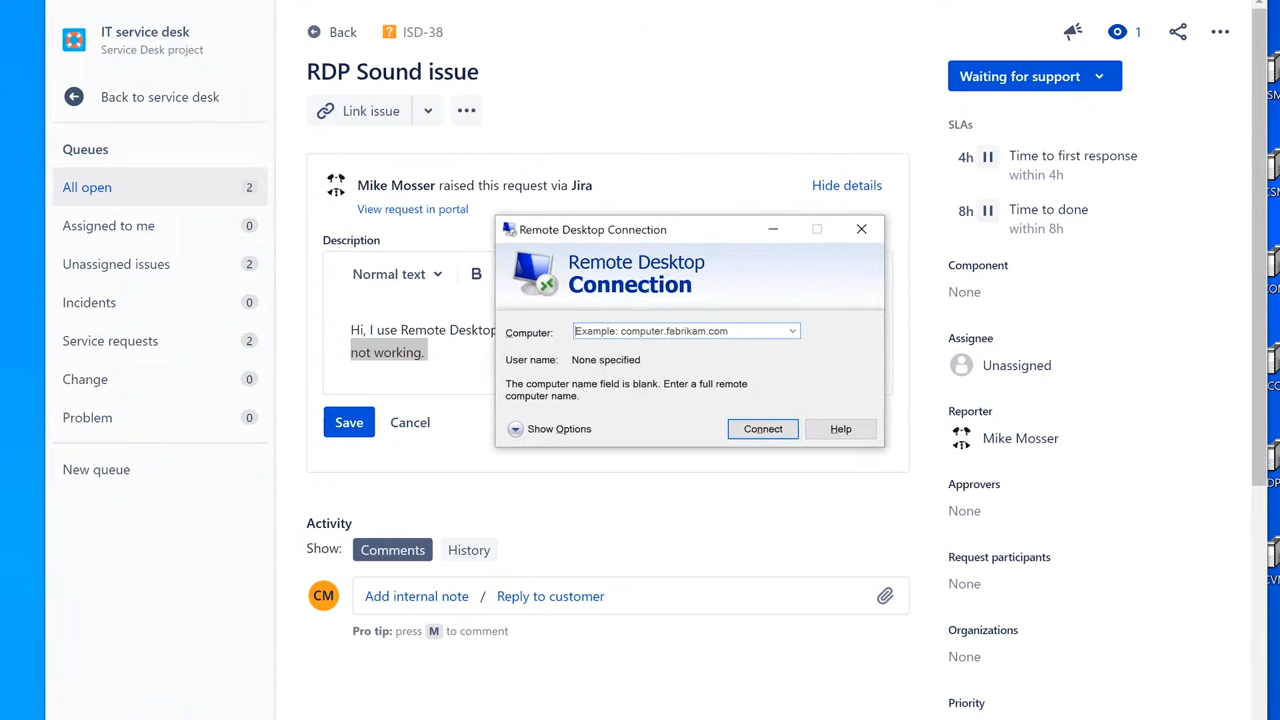 IT service desk
Service Desk project
Back to service desk
Queues
All open 2
Assigned to me 0
Unassigned issues 2
Incidents 0
Service requests 2
Change 0
Problem 0
New queue
Back ISD-38
1
RDP Sound issue
Link issue
Mike Mosser raised this request via Jira
Hide details
View request in portal
Description
Normal text B
Hi, I use Remote Desktop
not working.
Save Cancel
Remote Desktop Connection
Remote Desktop
Connection
Computer: Example: computer.fabrikam.com
User name: None specified
The computer name field is blank. Enter a full remote
computer name.
Show Options Connect Help
Activity
Show: Comments History
CM Add internal note / Reply to customer
Pro tip: press M to comment
Waiting for support
SLAs
4h Time to first response
within 4h
8h Time to done
within 8h
Component
None
Assignee
Unassigned
Reporter
Mike Mosser
Approvers
None
Request participants
None
Organizations
None
Priority